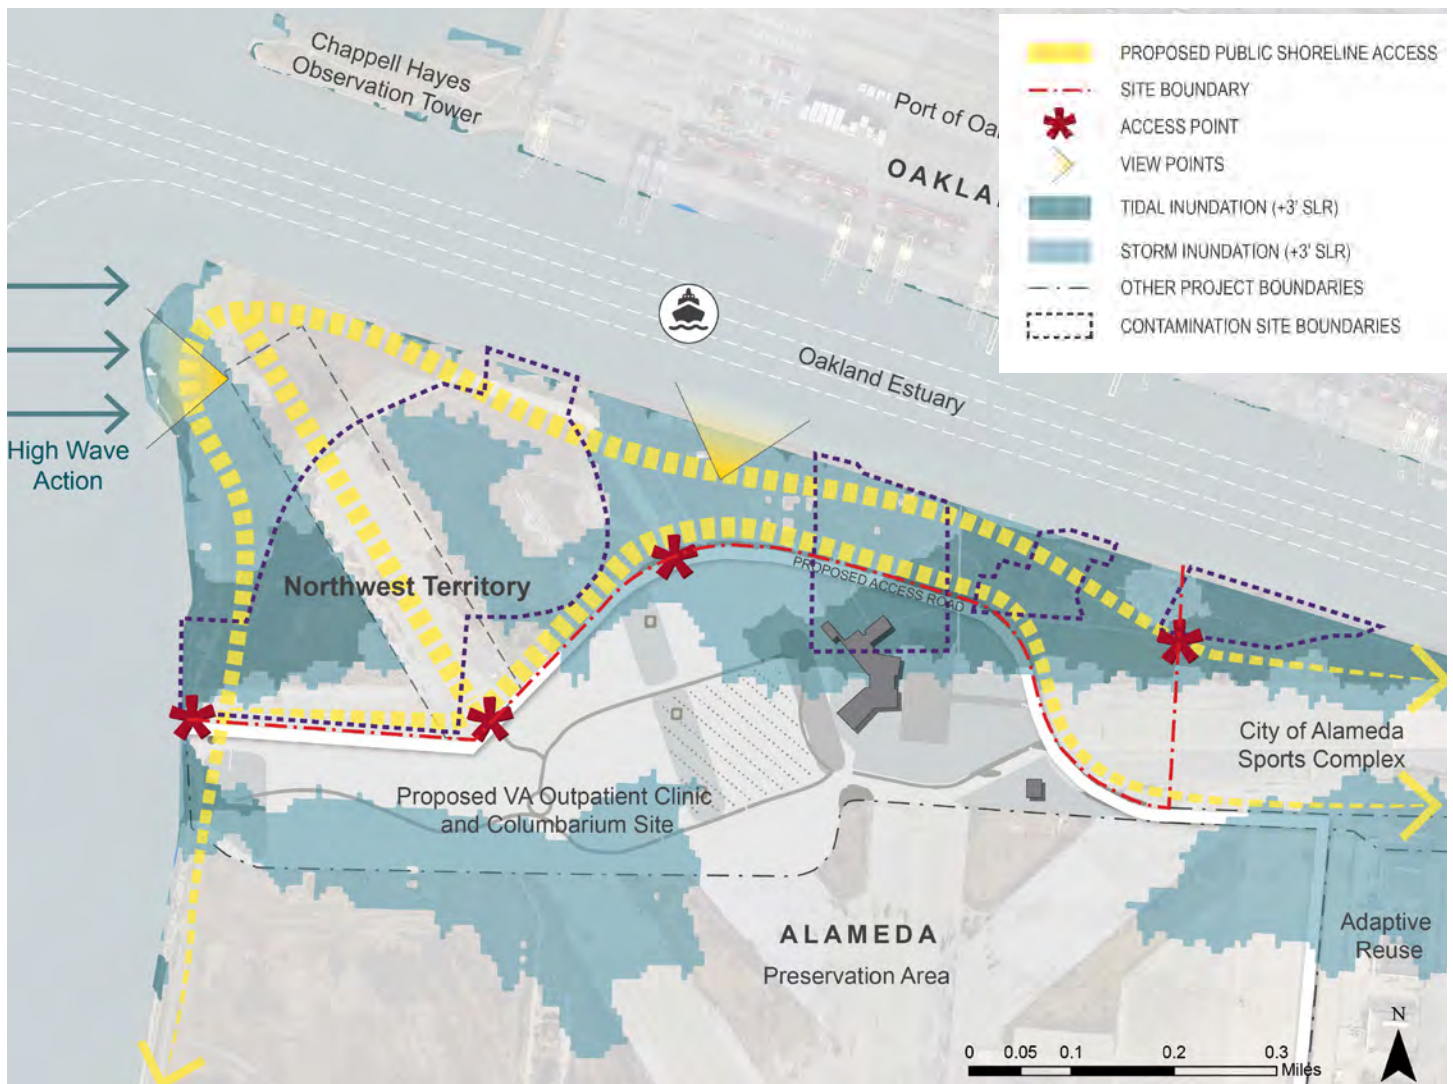 Chappell Hayes
Observation Tower
Port of Oa
OAKLA
PROPOSED PUBLIC SHORELINE ACCESS
SITE BOUNDARY
ACCESS POINT
VIEW POINTS
TIDAL INUNDATION (+3' SLR)
STORM INUNDATION (+3' SLR)
OTHER PROJECT BOUNDARIES
CONTAMINATION SITE BOUNDARIES
Oakland Estuary
High Wave
Action
Northwest Territory
PROPOSED ACCESS ROAD
City of Alameda
Sports Complex
Proposed VA Outpatient Clinic
and Columbarium Site
ALAMEDA
Preservation Area
Adaptive
Reuse
N
0 0.05 0.1 0.2 0.3
Miles